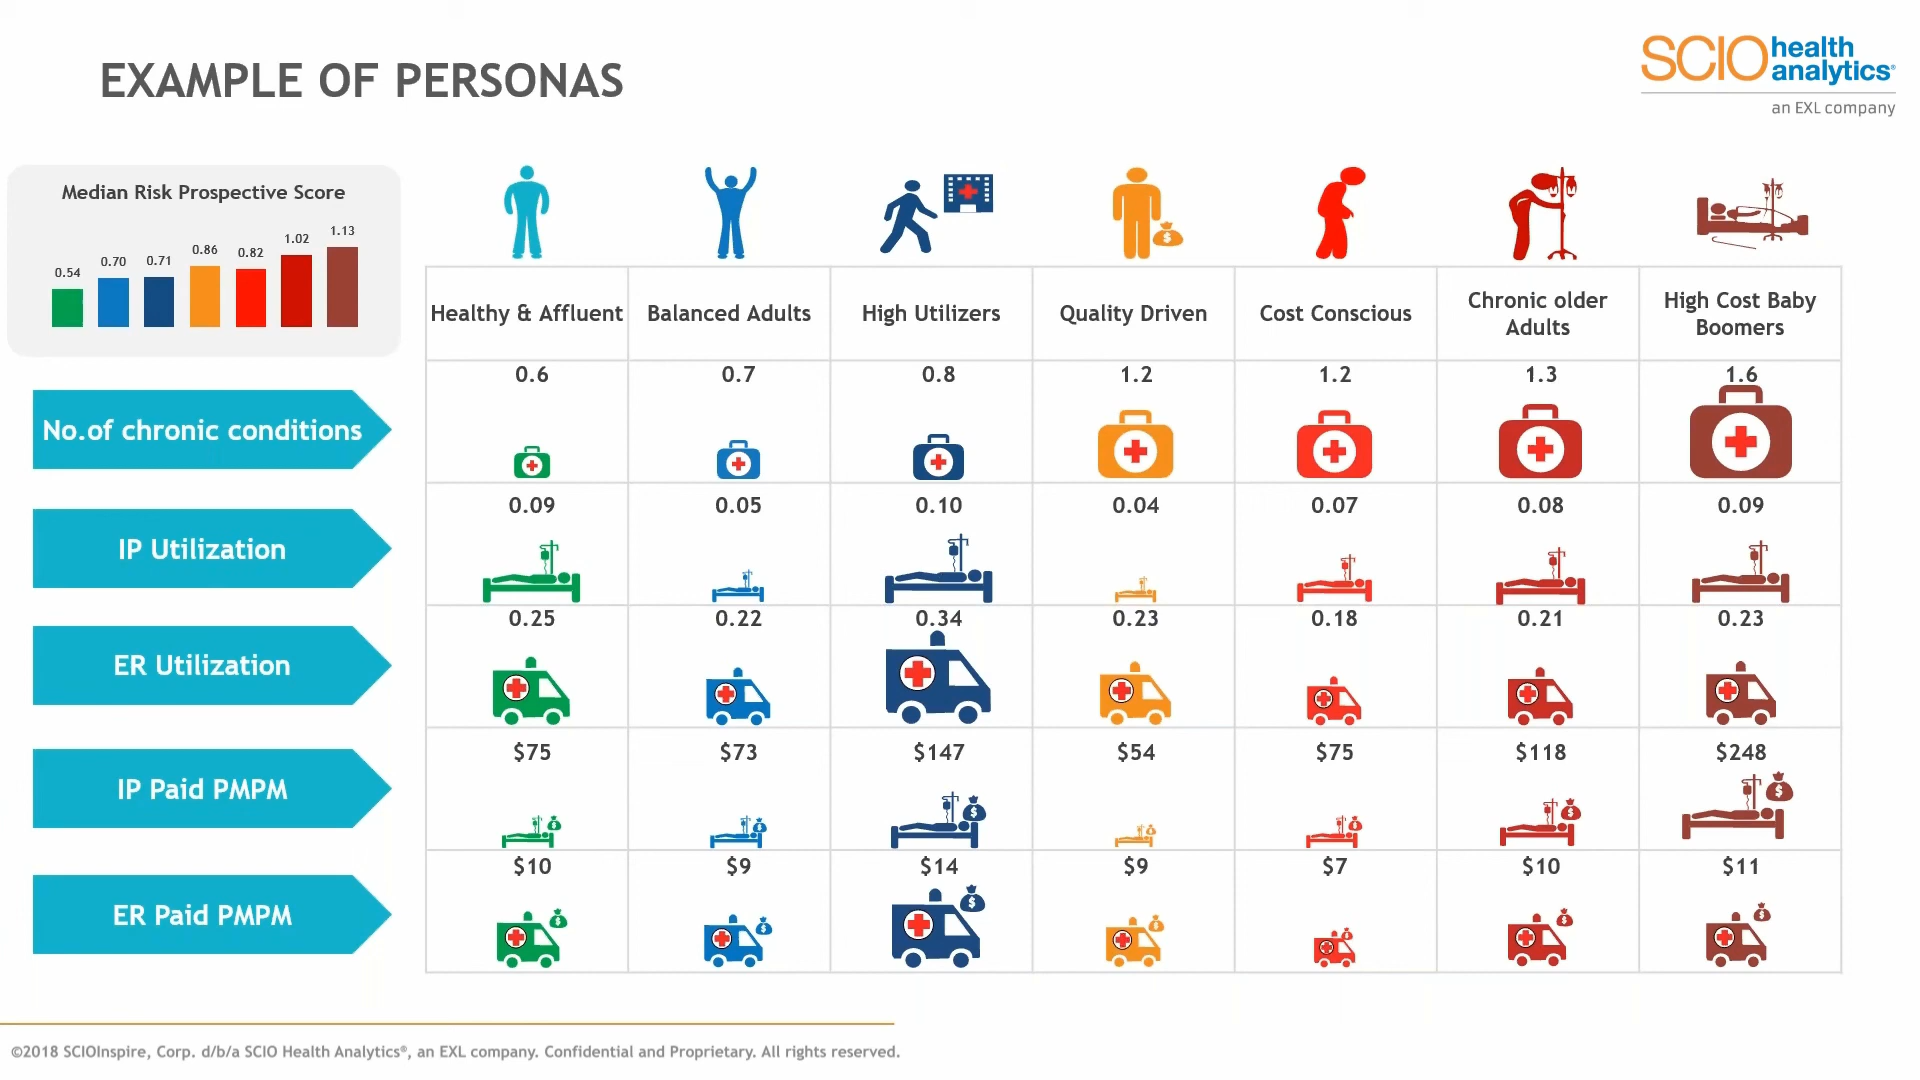 EXAMPLE OF PERSONAS
SCIO health analytics®
an EXL company
Median Risk Prospective Score
0.54 0.70 0.71 0.86 0.82 1.02 1.13
Healthy & Affluent Balanced Adults High Utilizers Quality Driven Cost Conscious Chronic older Adults High Cost Baby Boomers
No.of chronic conditions 0.6 0.7 0.8 1.2 1.2 1.3 1.6
IP Utilization 0.09 0.05 0.10 0.04 0.07 0.08 0.09
ER Utilization 0.25 0.22 0.34 0.23 0.18 0.21 0.23
IP Paid PMPM $75 $73 $147 $54 $75 $118 $248
ER Paid PMPM $10 $9 $14 $9 $7 $10 $11
©2018 SCIOInspire, Corp. d/b/a SCIO Health Analytics®, an EXL company. Confidential and Proprietary. All rights reserved.